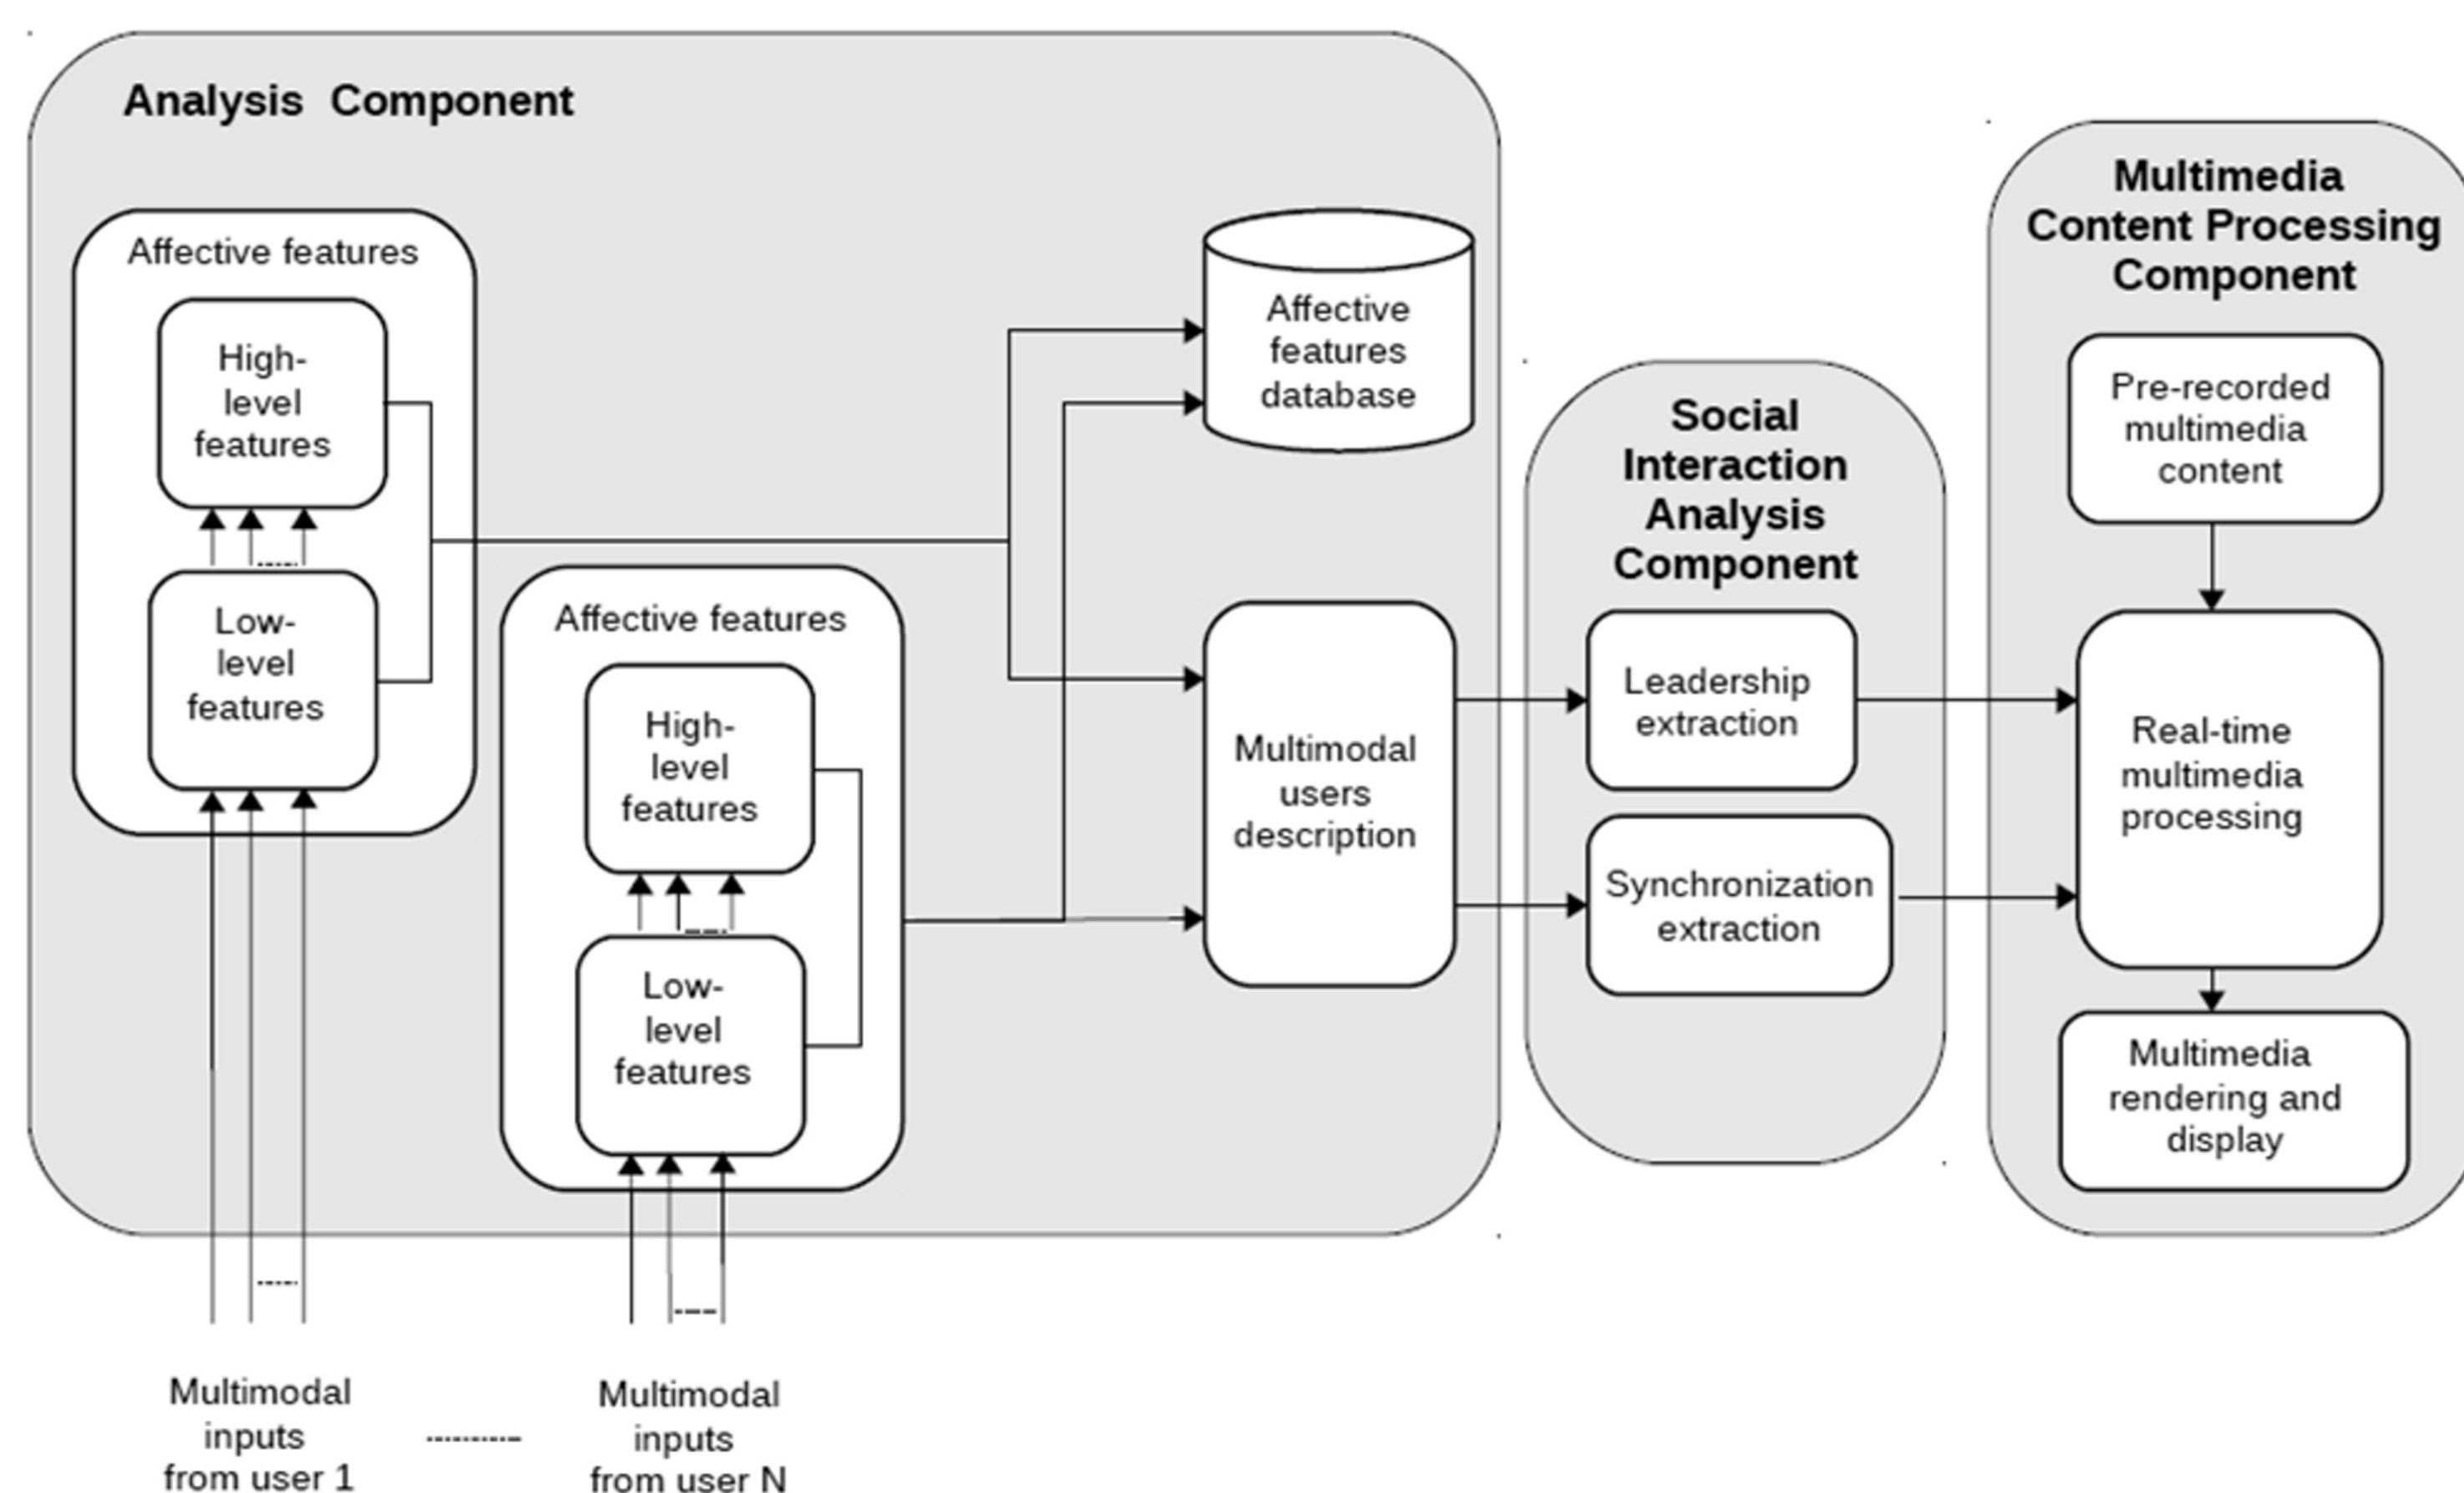 Analysis Component
Affective features
High-
level
features
Low-
level
features
Affective features
High-
level
features
Low-
level
features
Affective
features
database
Multimodal
users
description
Social
Interaction
Analysis
Component
Leadership
extraction
Synchronization
extraction
Multimedia
Content Processing
Component
Pre-recorded
multimedia
content
Real-time
multimedia
processing
Multimedia
rendering and
display
Multimodal
inputs
from user 1
Multimodal
inputs
from user N